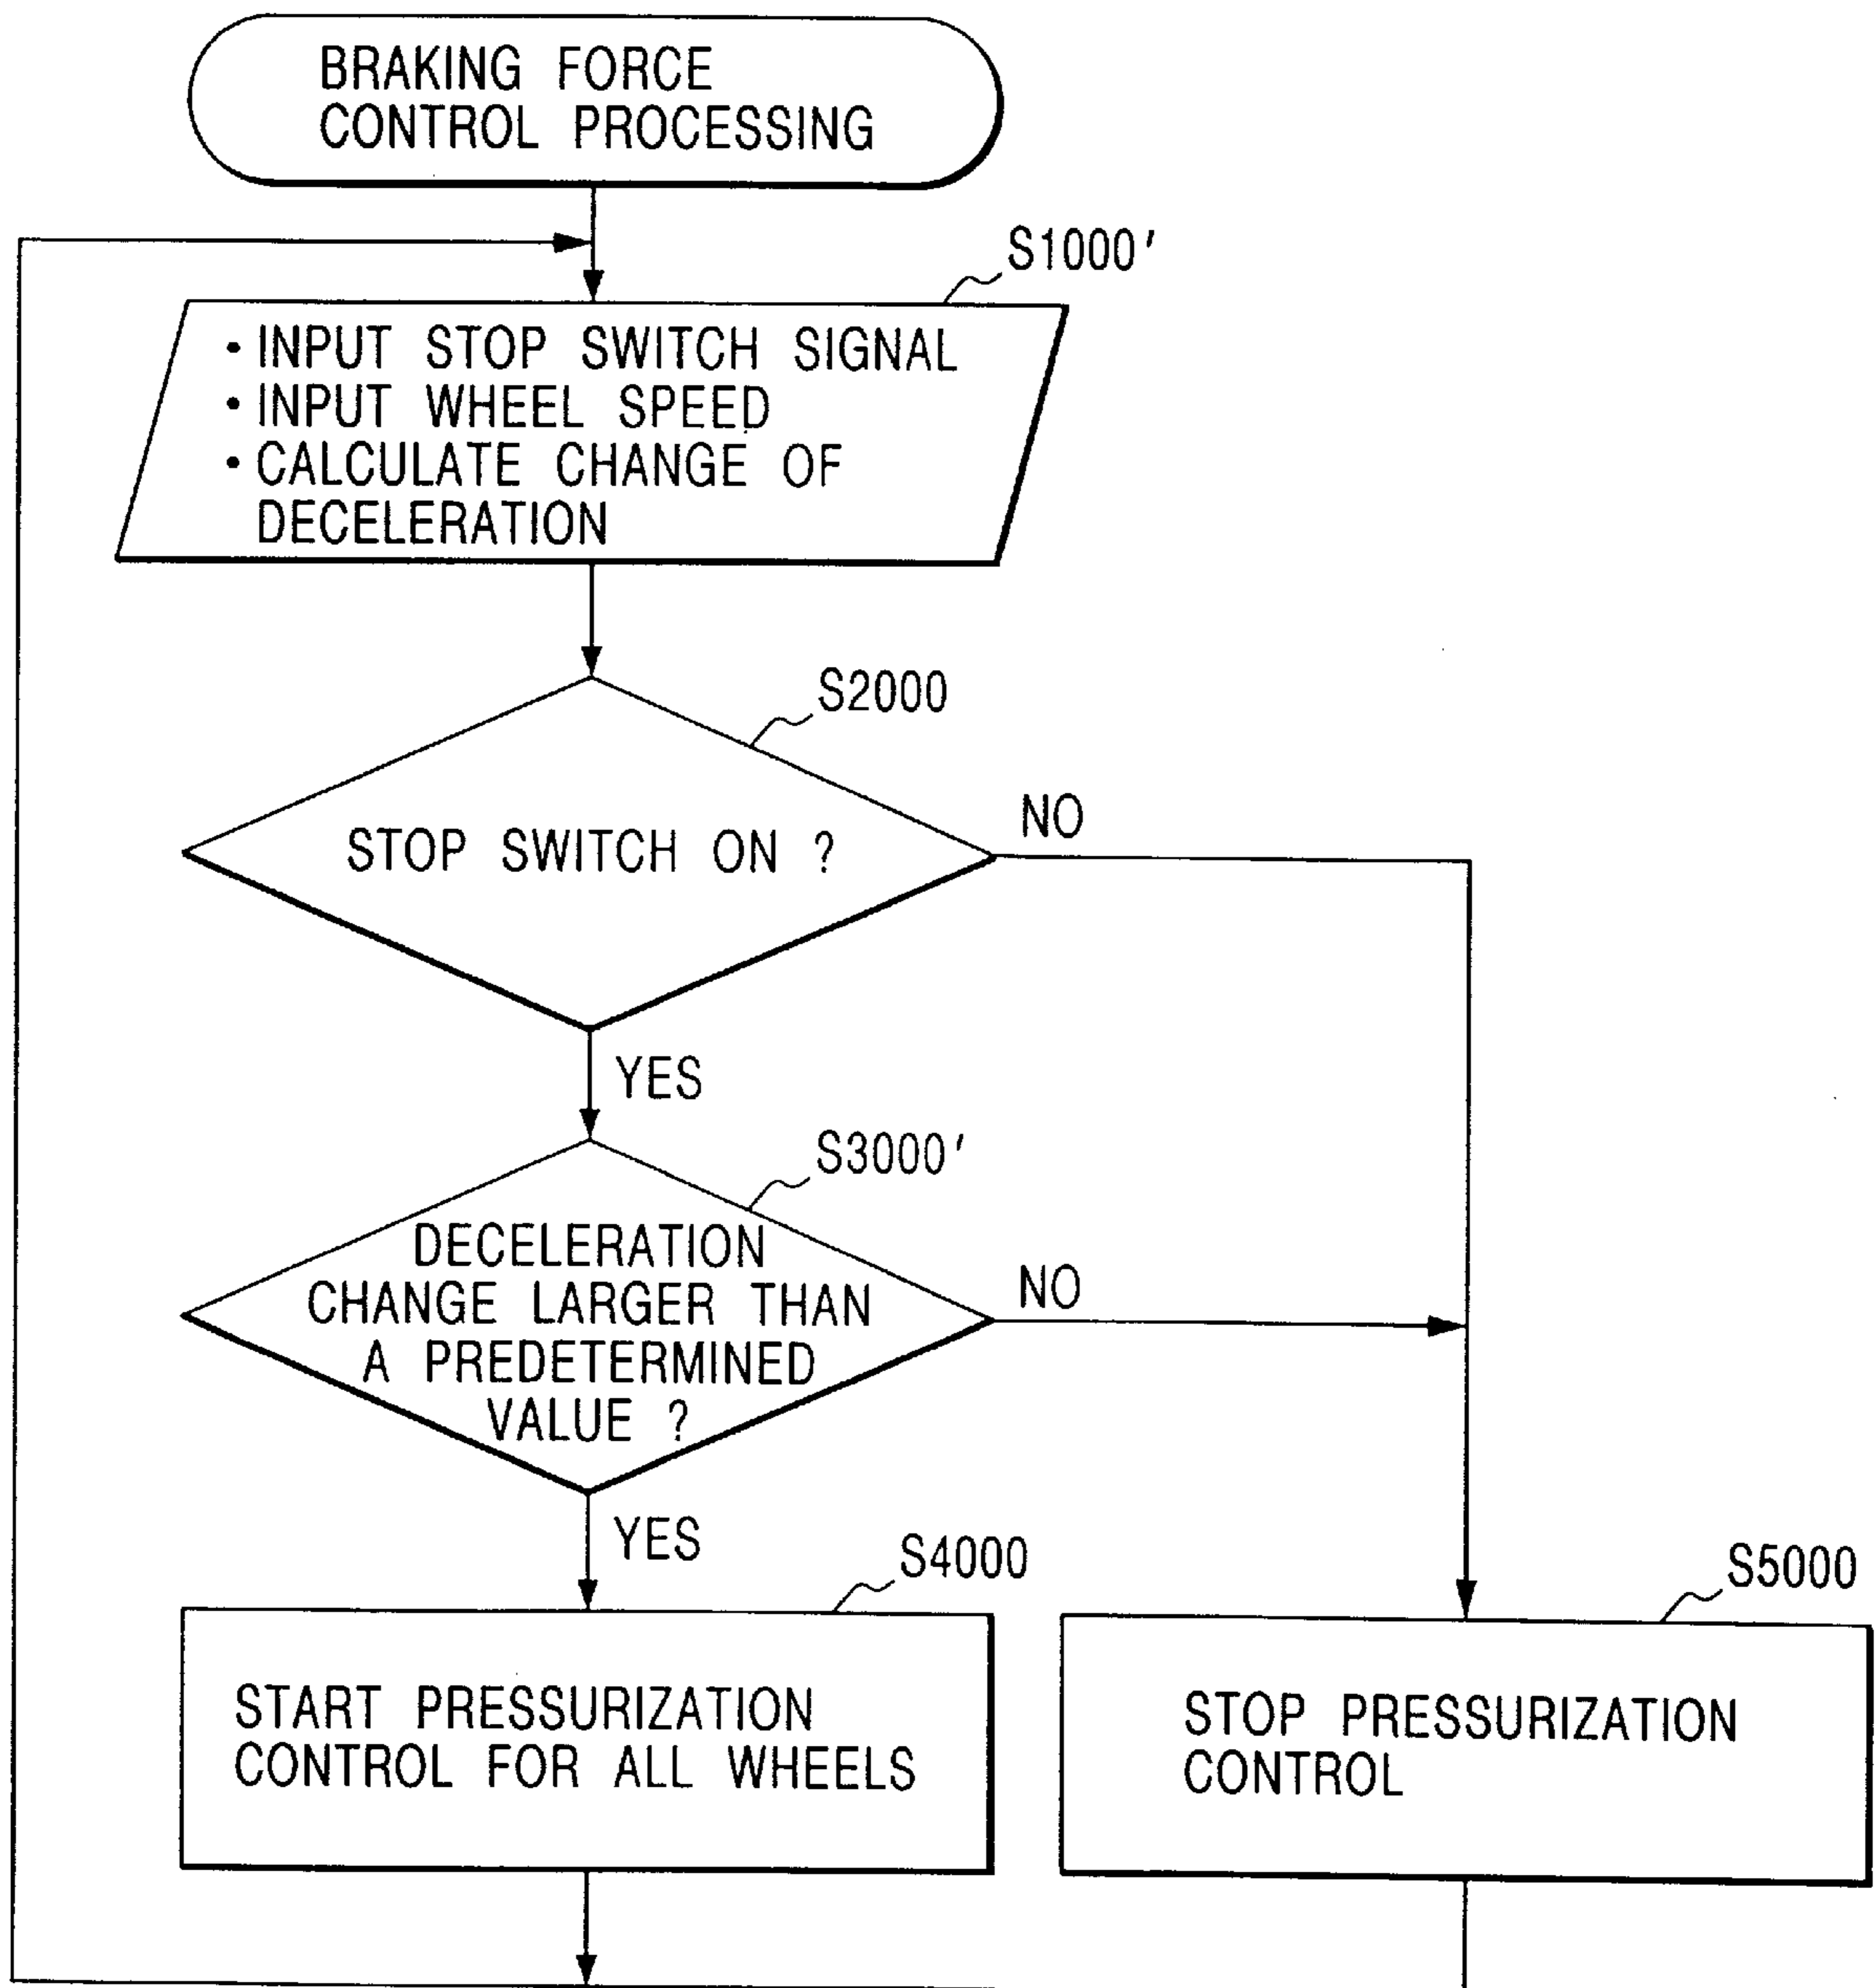 BRAKING FORCE
CONTROL PROCESSING
S1000'
• INPUT STOP SWITCH SIGNAL
• INPUT WHEEL SPEED
• CALCULATE CHANGE OF
DECELERATION
S2000
STOP SWITCH ON ?
NO
YES
S3000'
DECELERATION
CHANGE LARGER THAN
A PREDETERMINED
VALUE ?
NO
YES
S4000
START PRESSURIZATION
CONTROL FOR ALL WHEELS
S5000
STOP PRESSURIZATION
CONTROL